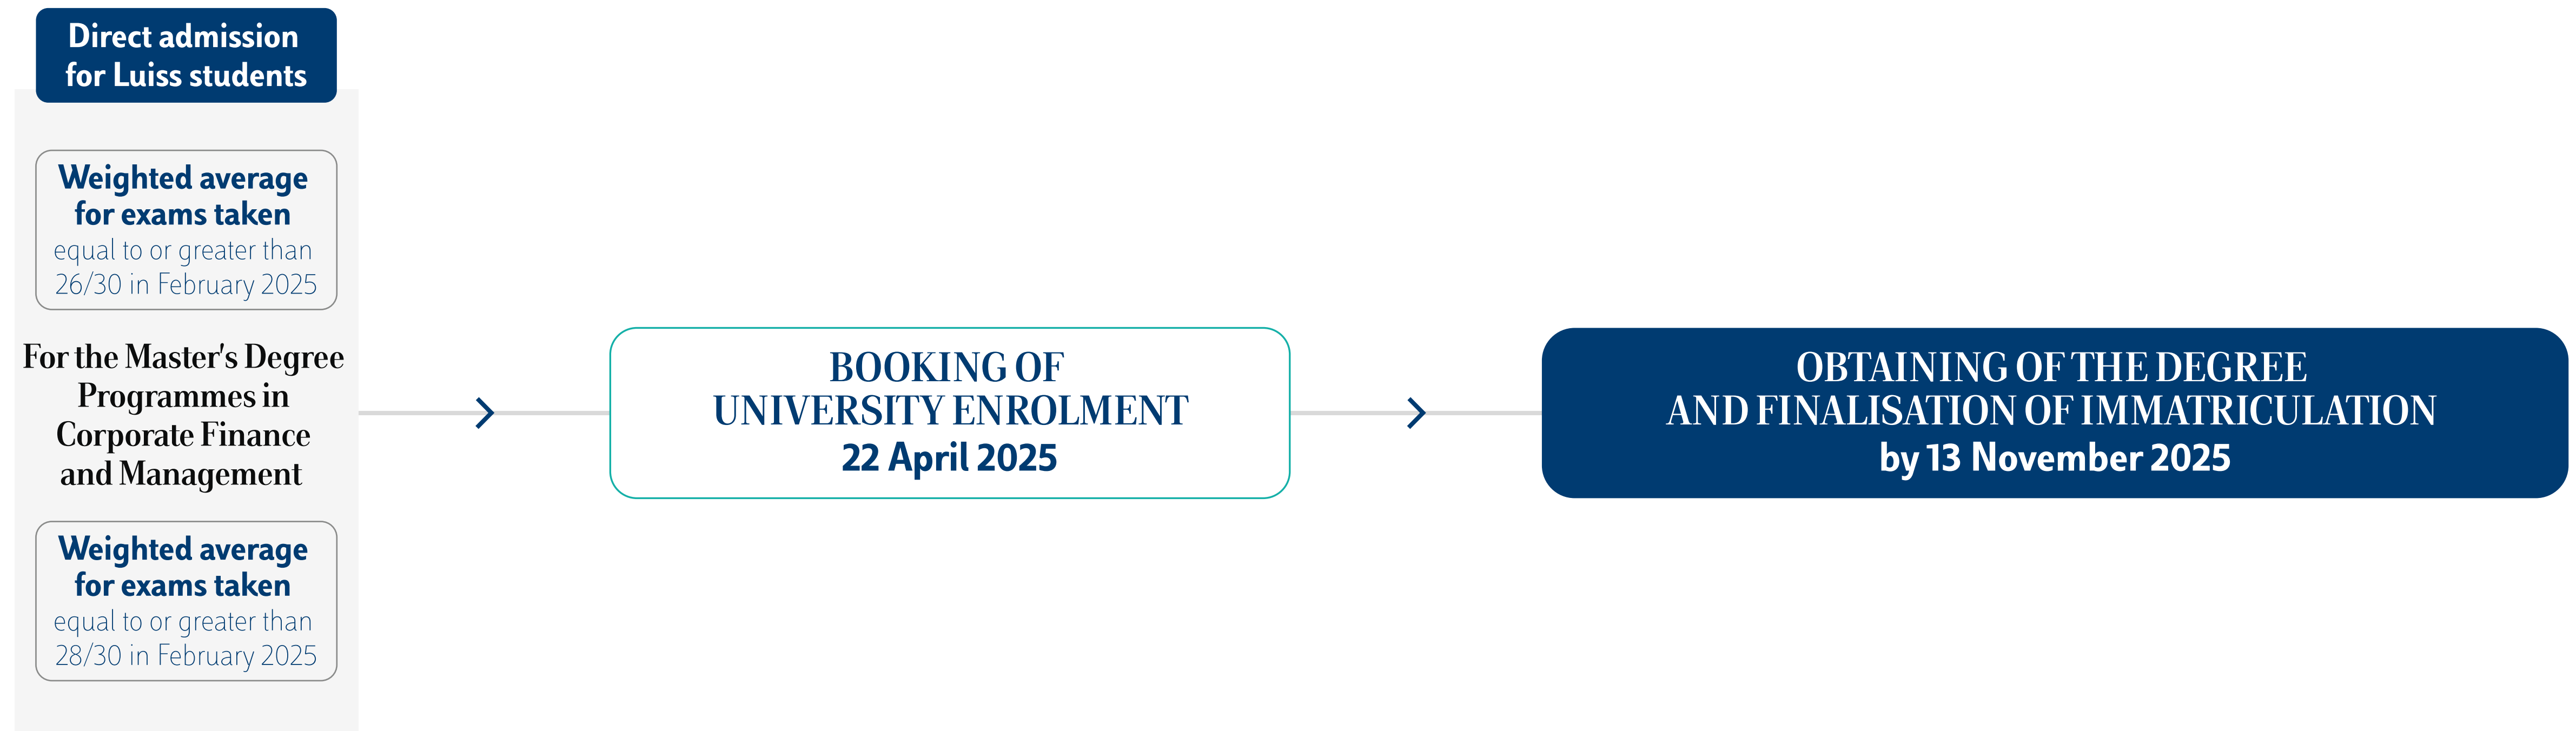 Direct admission
for Luiss students
Weighted average
for exams taken
equal to or greater than
26/30 in February 2025
For the Master's Degree
Programmes in
Corporate Finance
and Management
Weighted average
for exams taken
equal to or greater than
28/30 in February 2025
BOOKING OF
UNIVERSITY ENROLMENT
22 April 2025
OBTAINING OF THE DEGREE
AND FINALISATION OF IMMATRICULATION
by 13 November 2025